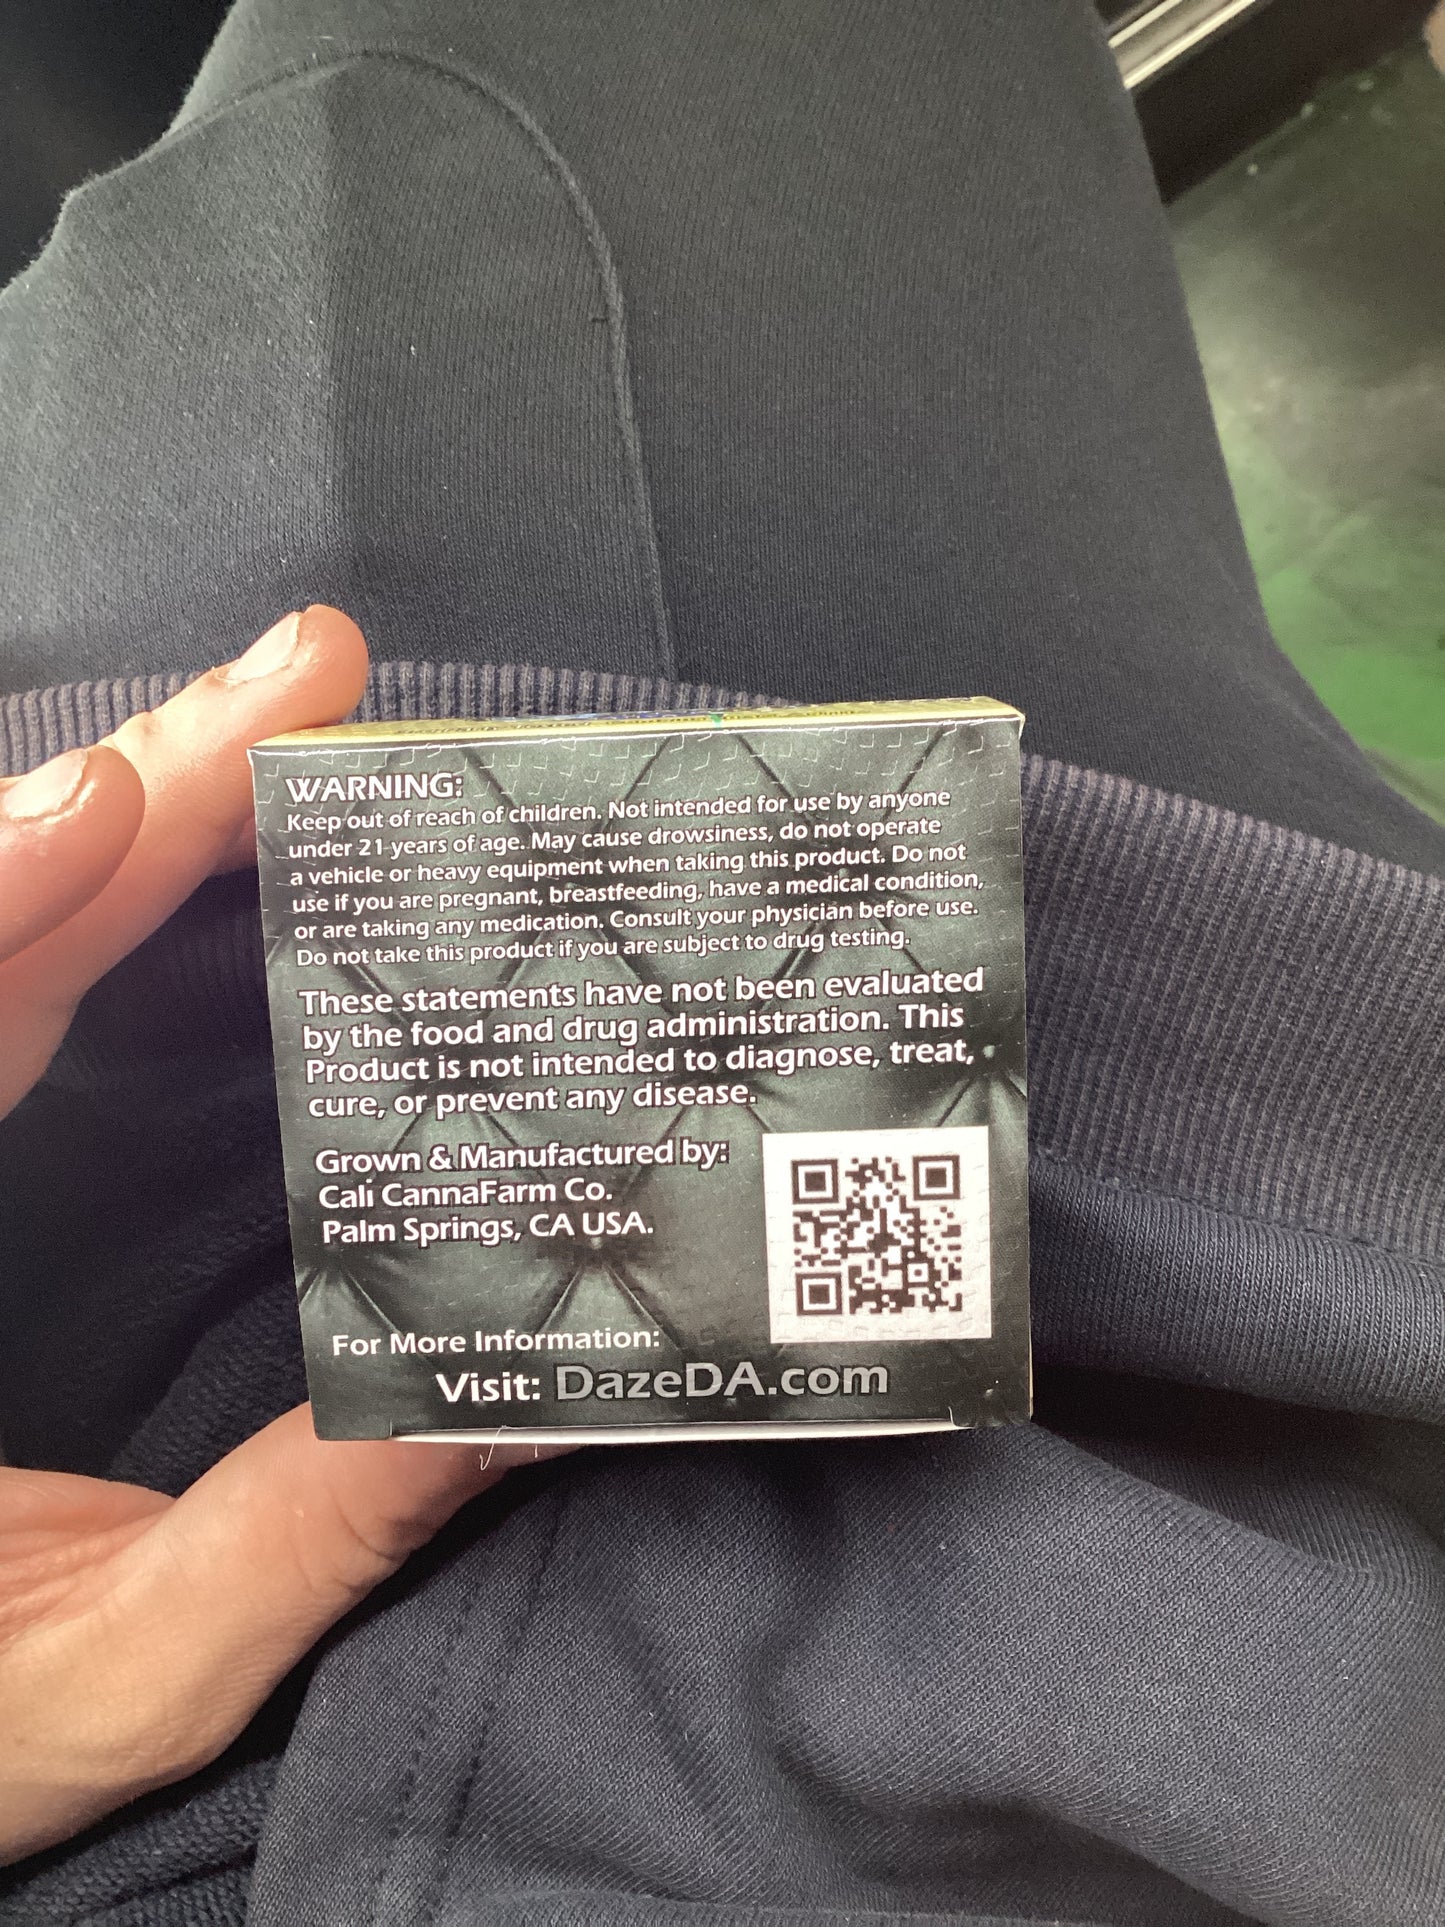 WARNING:
Keep out of reach of children. Not intended for use by anyone
under 21 years of age. May cause drowsiness, do not operate
a vehicle or heavy equipment when taking this product. Do not
use if you are pregnant, breastfeeding, have a medical condition,
or are taking any medication. Consult your physician before use.
Do not take this product if you are subject to drug testing.
These statements have not been evaluated
by the food and drug administration. This
Product is not intended to diagnose, treat,
cure, or prevent any disease.
Grown & Manufactured by:
Cali CannaFarm Co.
Palm Springs, CA USA.
For More Information:
Visit: DazeDA.com